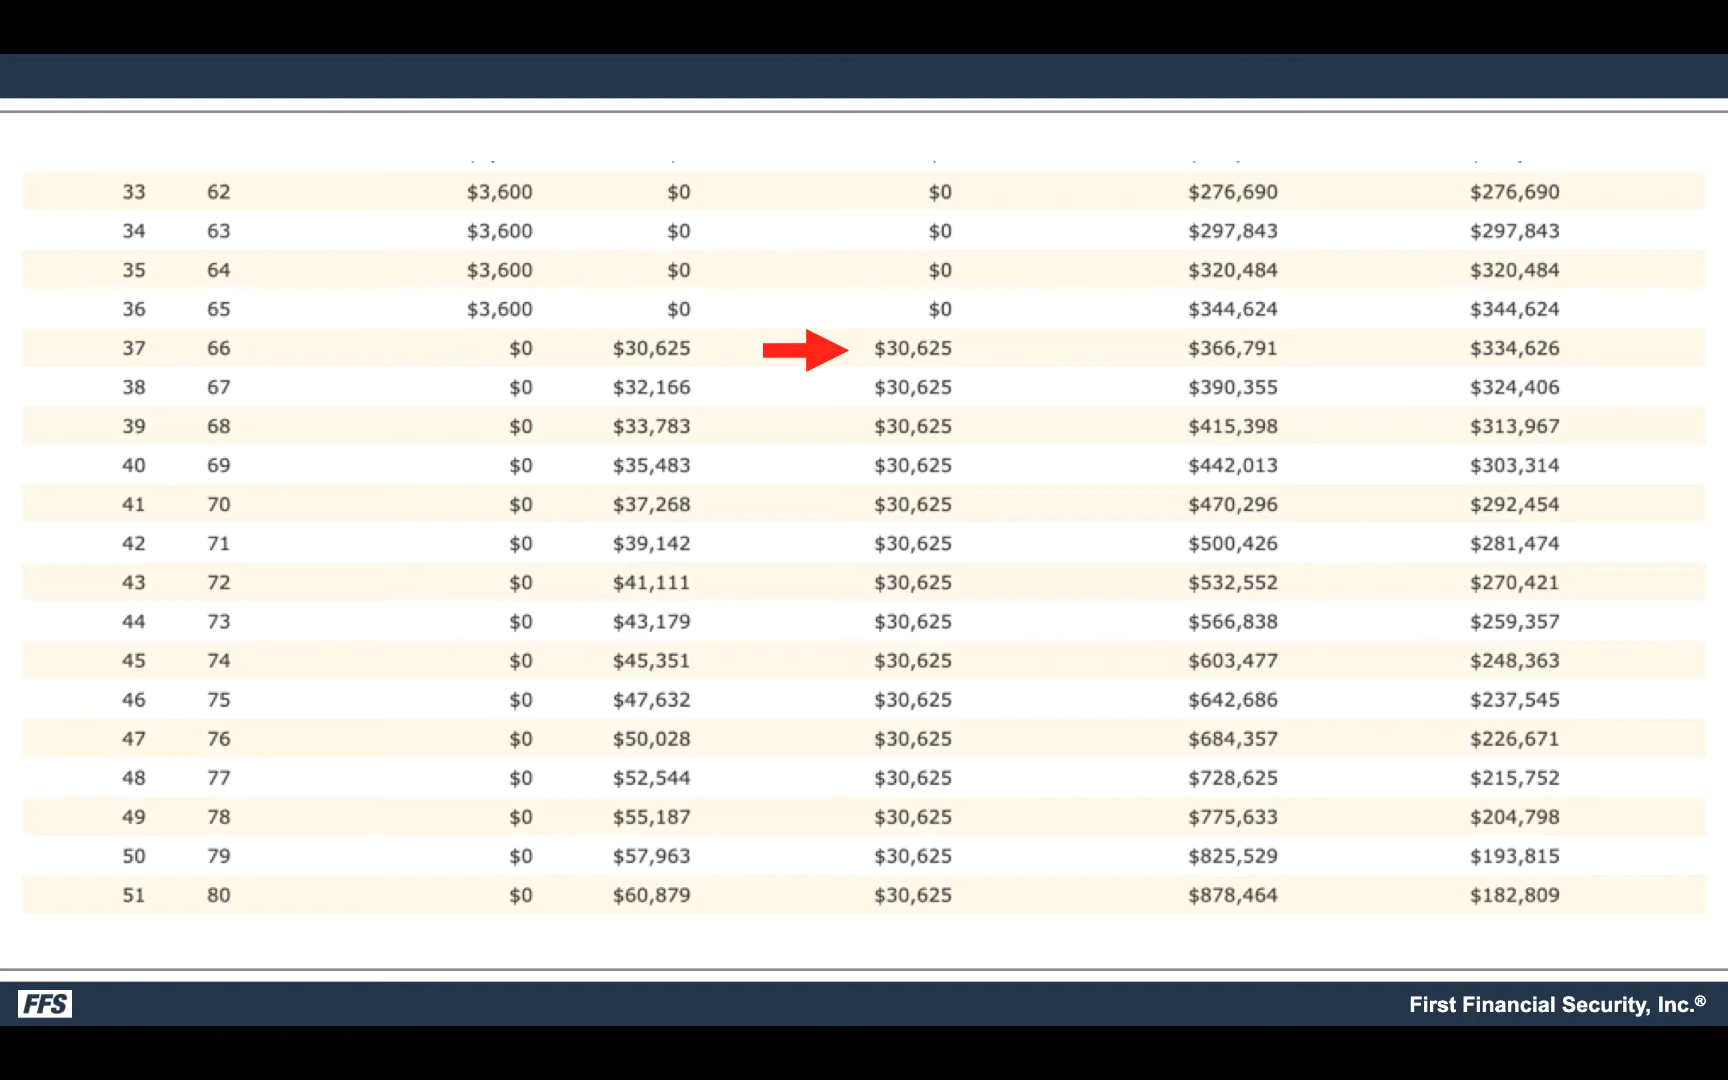 33 62 $3,600 $0 $0 $276,690 $276,690
34 63 $3,600 $0 $0 $297,843 $297,843
35 64 $3,600 $0 $0 $320,484 $320,484
36 65 $3,600 $0 $0 $344,624 $344,624
37 66 $0 $30,625 $30,625 $366,791 $334,626
38 67 $0 $32,166 $30,625 $390,355 $324,406
39 68 $0 $33,783 $30,625 $415,398 $313,967
40 69 $0 $35,483 $30,625 $442,013 $303,314
41 70 $0 $37,268 $30,625 $470,296 $292,454
42 71 $0 $39,142 $30,625 $500,426 $281,474
43 72 $0 $41,111 $30,625 $532,552 $270,421
44 73 $0 $43,179 $30,625 $566,838 $259,357
45 74 $0 $45,351 $30,625 $603,477 $248,363
46 75 $0 $47,632 $30,625 $642,686 $237,545
47 76 $0 $50,028 $30,625 $684,357 $226,671
48 77 $0 $52,544 $30,625 $728,625 $215,752
49 78 $0 $55,187 $30,625 $775,633 $204,798
50 79 $0 $57,963 $30,625 $825,529 $193,815
51 80 $0 $60,879 $30,625 $878,464 $182,809
FFS
First Financial Security, Inc.®